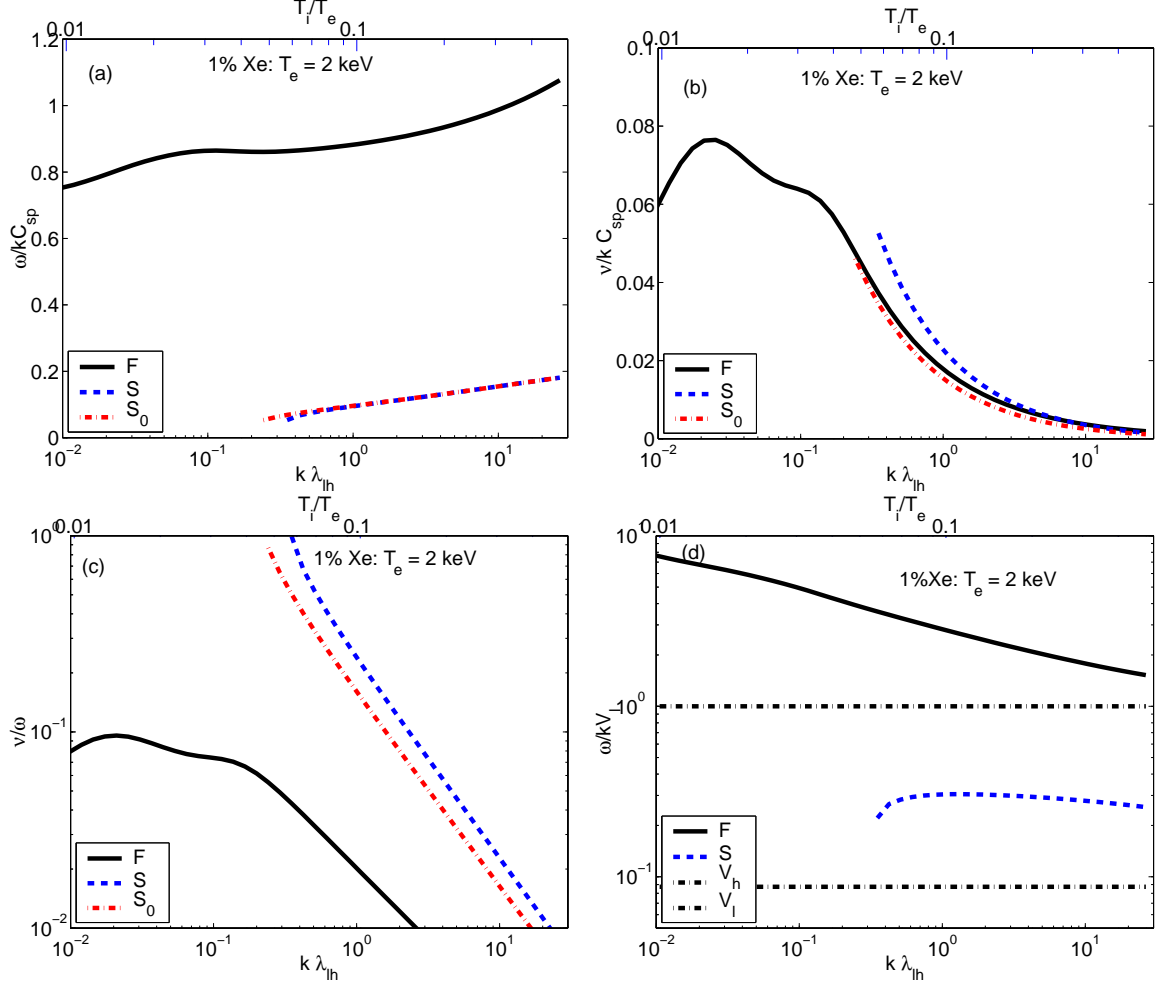 T_i/T_e
0.01 0.1
(a)
1% Xe: T_e = 2 keV
1.2
1
0.8
0.6
0.4
0.2
0
ω/kC_sp
F
S
S_0
10^-2 10^-1 10^0 10^1
k λ_lh
T_i/T_e
0.01 0.1
(b)
1% Xe: T_e = 2 keV
0.1
0.08
0.06
0.04
0.02
0
ν/k C_sp
F
S
S_0
10^-2 10^-1 10^0 10^1
k λ_lh
T_i/T_e
0.01 0.1
(c)
1% Xe: T_e = 2 keV
10^0
10^-1
10^-2
ν/ω
F
S
S_0
10^-2 10^-1 10^0 10^1
k λ_lh
T_i/T_e
0.01 0.1
(d)
1%Xe: T_e = 2 keV
10^1
10^0
10^-1
ω/kV_l
F
S
V_h
V_l
10^-2 10^-1 10^0 10^1
k λ_lh